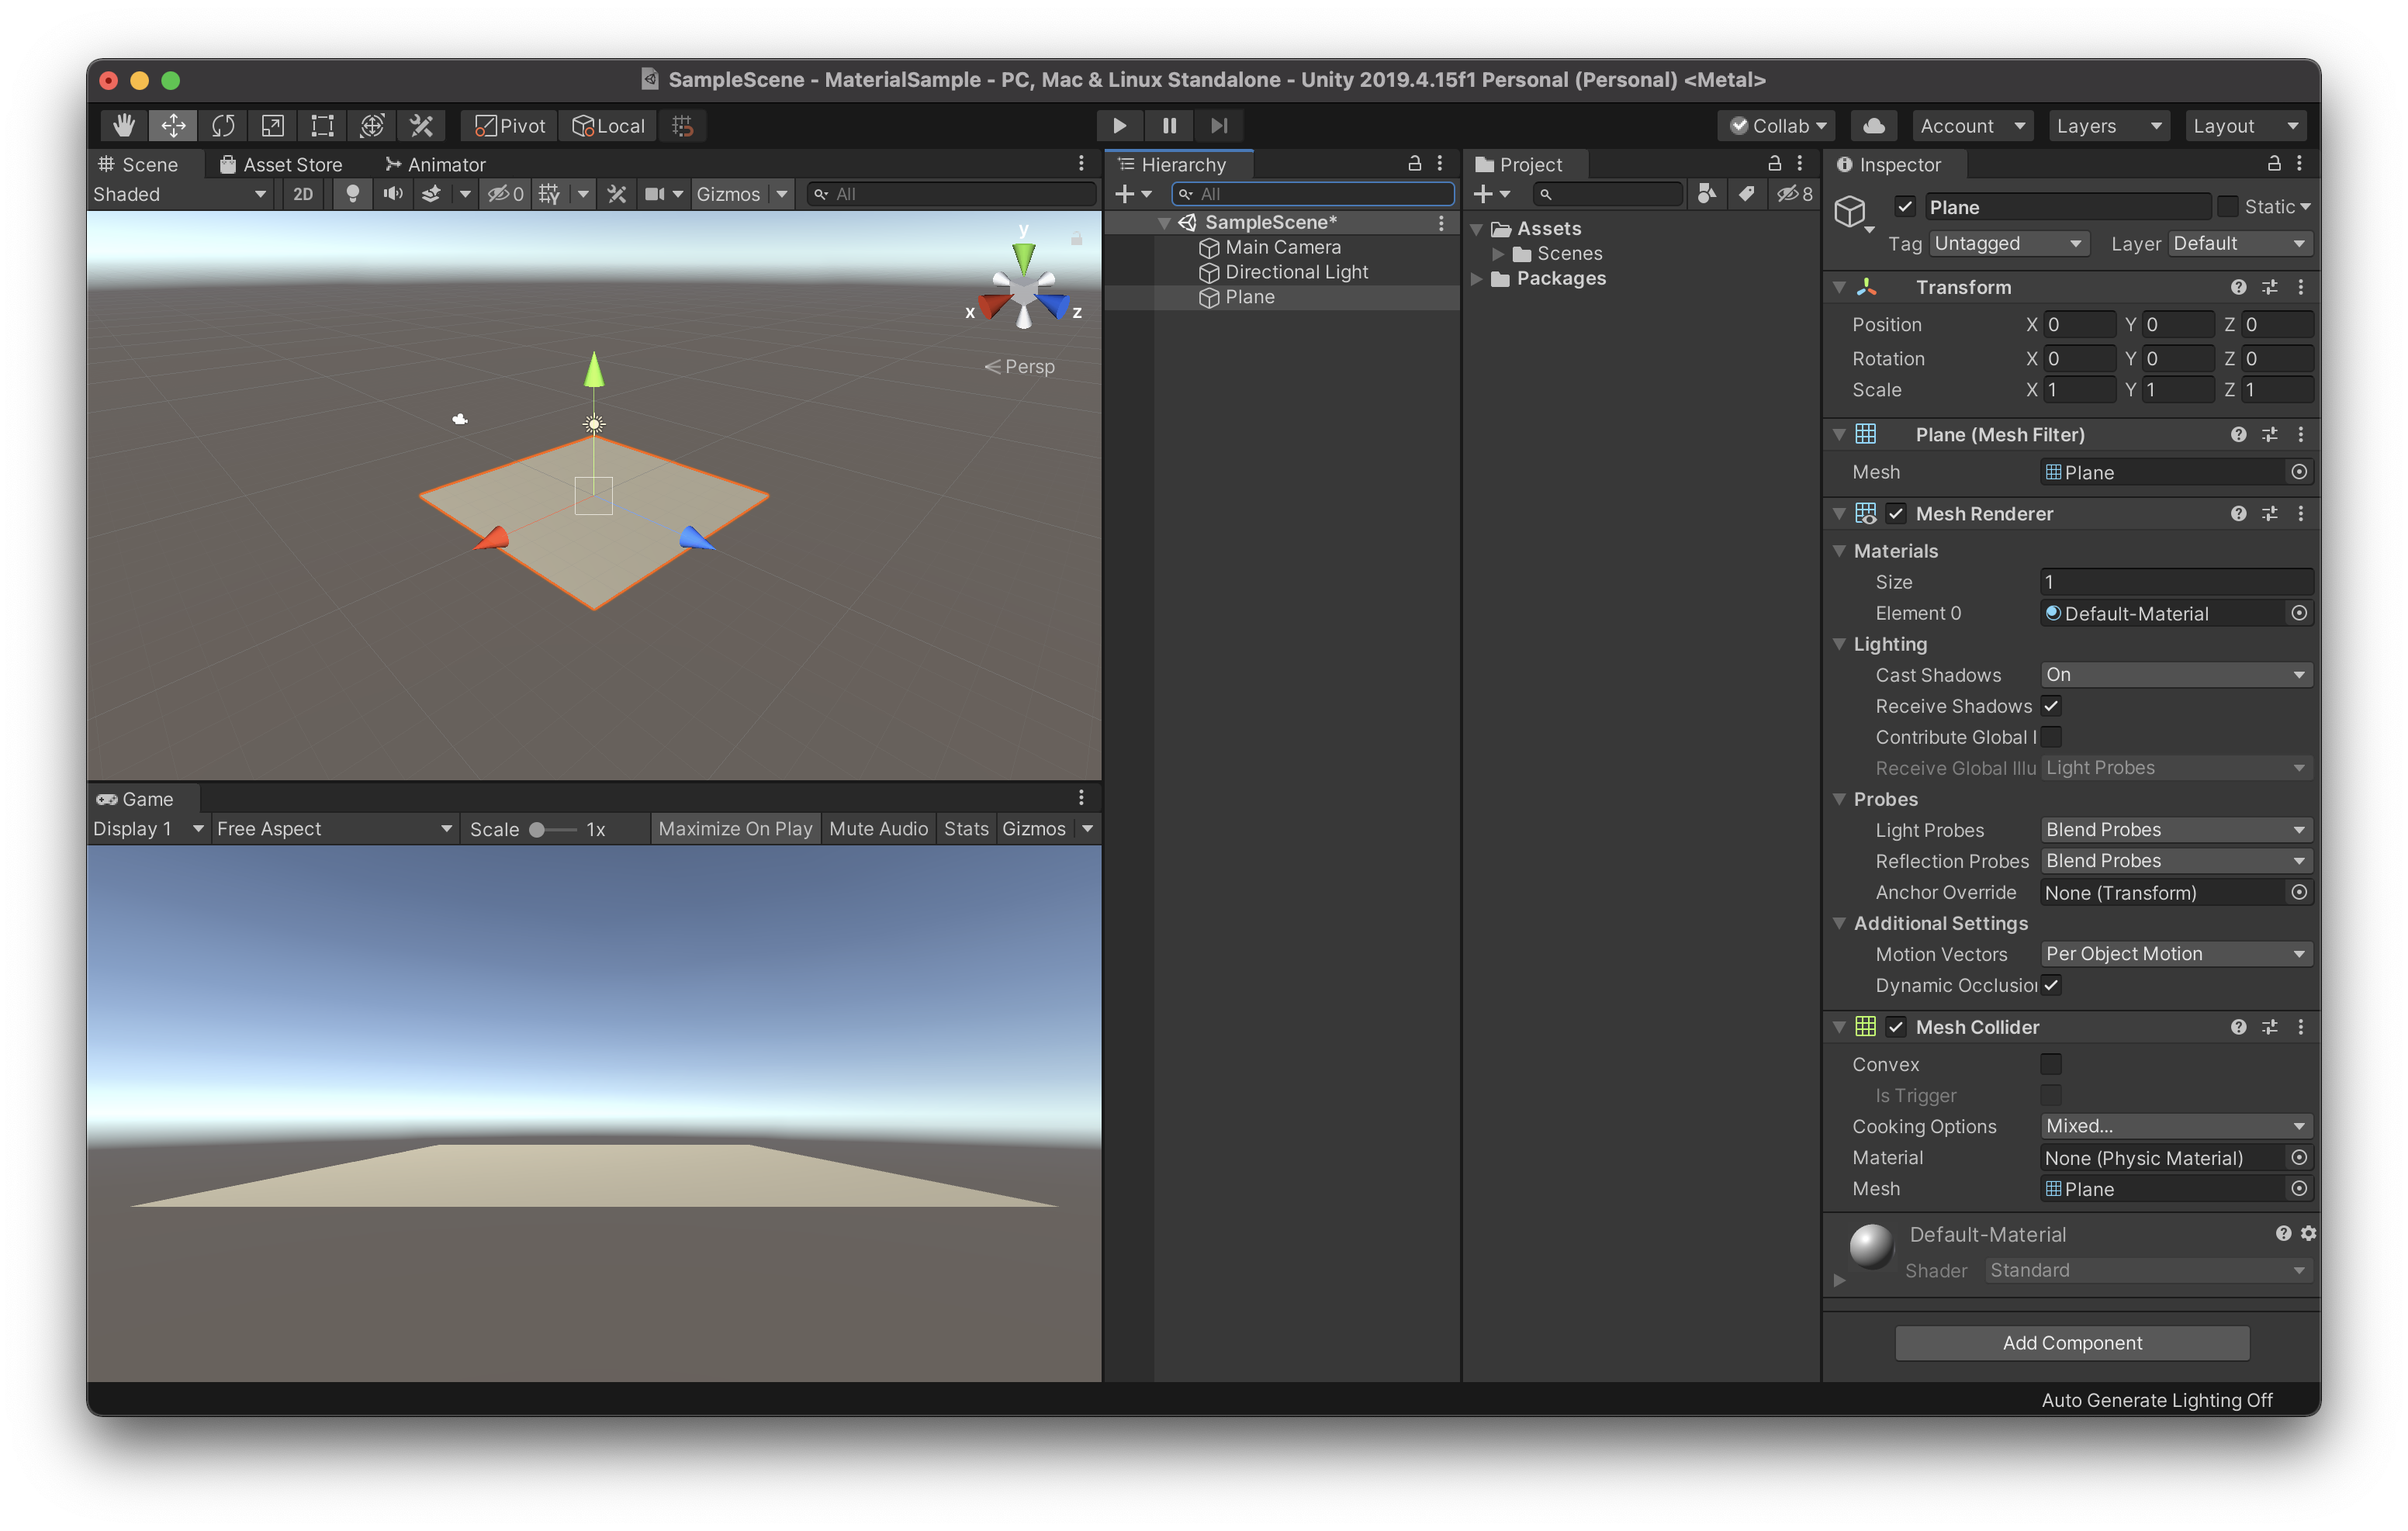 SampleScene - MaterialSample - PC, Mac & Linux Standalone - Unity 2019.4.15f1 Personal (Personal) <Metal>
Pivot Local Collab Account Layers Layout
Scene Asset Store Animator
Shaded 2D 0 Gizmos All
y
x z
Persp
Game
Display 1 Free Aspect Scale 1x Maximize On Play Mute Audio Stats Gizmos
Hierarchy
All
SampleScene*
Main Camera
Directional Light
Plane
Project
8
Assets
Scenes
Packages
Inspector
Plane Static
Tag Untagged Layer Default
Transform
Position X 0 Y 0 Z 0
Rotation X 0 Y 0 Z 0
Scale X 1 Y 1 Z 1
Plane (Mesh Filter)
Mesh Plane
Mesh Renderer
Materials
Size 1
Element 0 Default-Material
Lighting
Cast Shadows On
Receive Shadows
Contribute Global I
Receive Global Illu Light Probes
Probes
Light Probes Blend Probes
Reflection Probes Blend Probes
Anchor Override None (Transform)
Additional Settings
Motion Vectors Per Object Motion
Dynamic Occlusion
Mesh Collider
Convex
Is Trigger
Cooking Options Mixed...
Material None (Physic Material)
Mesh Plane
Default-Material
Shader Standard
Add Component
Auto Generate Lighting Off